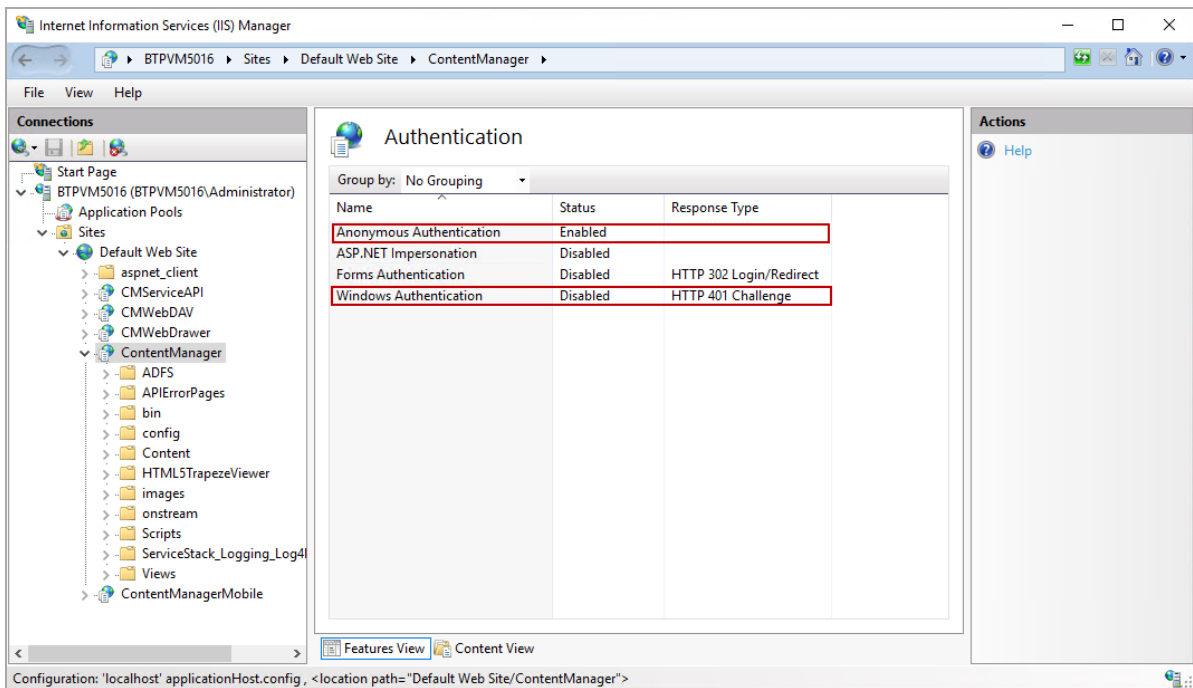 Internet Information Services (IIS) Manager
BTPVM5016 Sites Default Web Site ContentManager
File View Help
Connections
Start Page
BTPVM5016 (BTPVM5016\Administrator)
Application Pools
Sites
Default Web Site
aspnet_client
CMServiceAPI
CMWebDAV
CMWebDrawer
ContentManager
ADFS
APIErrorPages
bin
config
Content
HTML5TrapezeViewer
images
onstream
Scripts
ServiceStack_Logging_Log4
Views
ContentManagerMobile
Authentication
Group by: No Grouping
Name Status Response Type
Anonymous Authentication Enabled
ASP.NET Impersonation Disabled
Forms Authentication Disabled HTTP 302 Login/Redirect
Windows Authentication Disabled HTTP 401 Challenge
Features View Content View
Actions
Help
Configuration: 'localhost' applicationHost.config , <location path="Default Web Site/ContentManager">